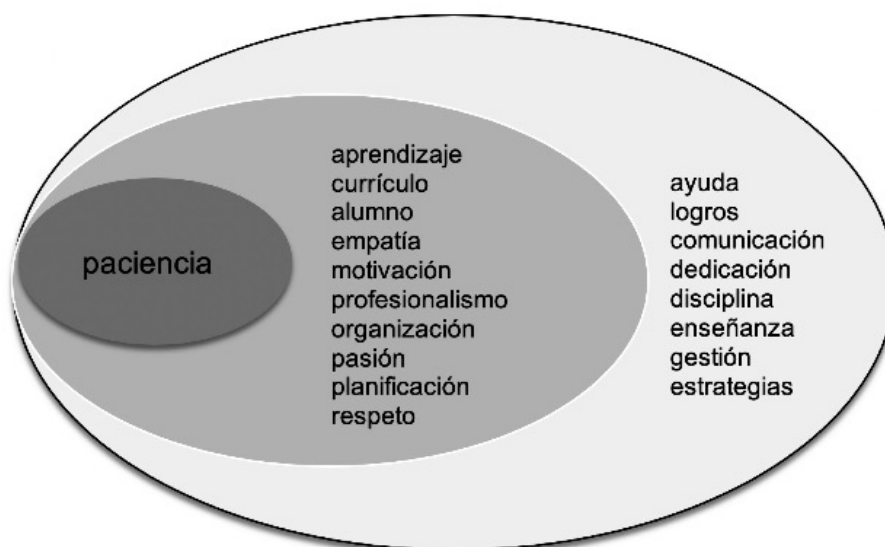 paciencia
aprendizaje
currículo
alumno
empatía
motivación
profesionalismo
organización
pasión
planificación
respeto
ayuda
logros
comunicación
dedicación
disciplina
enseñanza
gestión
estrategias